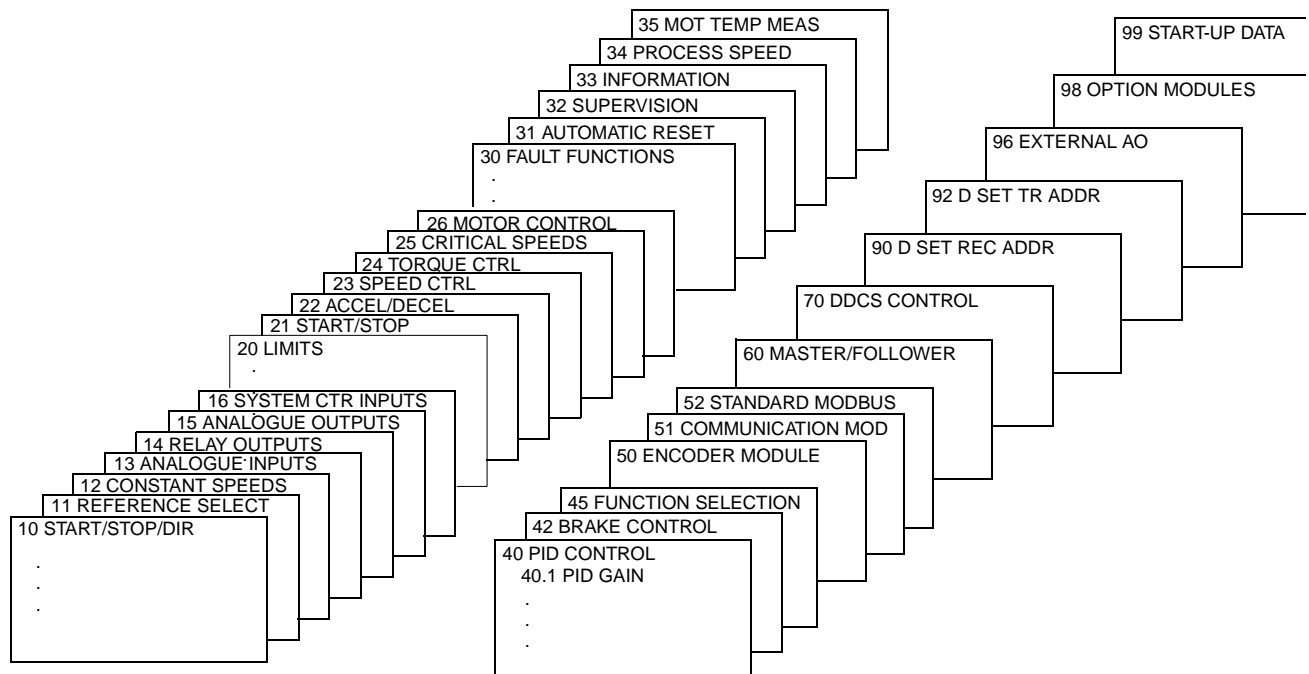 35 MOT TEMP MEAS
34 PROCESS SPEED
33 INFORMATION
32 SUPERVISION
31 AUTOMATIC RESET
30 FAULT FUNCTIONS
.
.
26 MOTOR CONTROL
25 CRITICAL SPEEDS
24 TORQUE CTRL
23 SPEED CTRL
22 ACCEL/DECEL
21 START/STOP
20 LIMITS
.
16 SYSTEM CTR INPUTS
15 ANALOGUE OUTPUTS
14 RELAY OUTPUTS
13 ANALOGUE INPUTS
12 CONSTANT SPEEDS
11 REFERENCE SELECT
10 START/STOP/DIR
.
.
.
99 START-UP DATA
98 OPTION MODULES
96 EXTERNAL AO
92 D SET TR ADDR
90 D SET REC ADDR
70 DDCS CONTROL
60 MASTER/FOLLOWER
52 STANDARD MODBUS
51 COMMUNICATION MOD
50 ENCODER MODULE
45 FUNCTION SELECTION
42 BRAKE CONTROL
40 PID CONTROL
40.1 PID GAIN
.
.
.